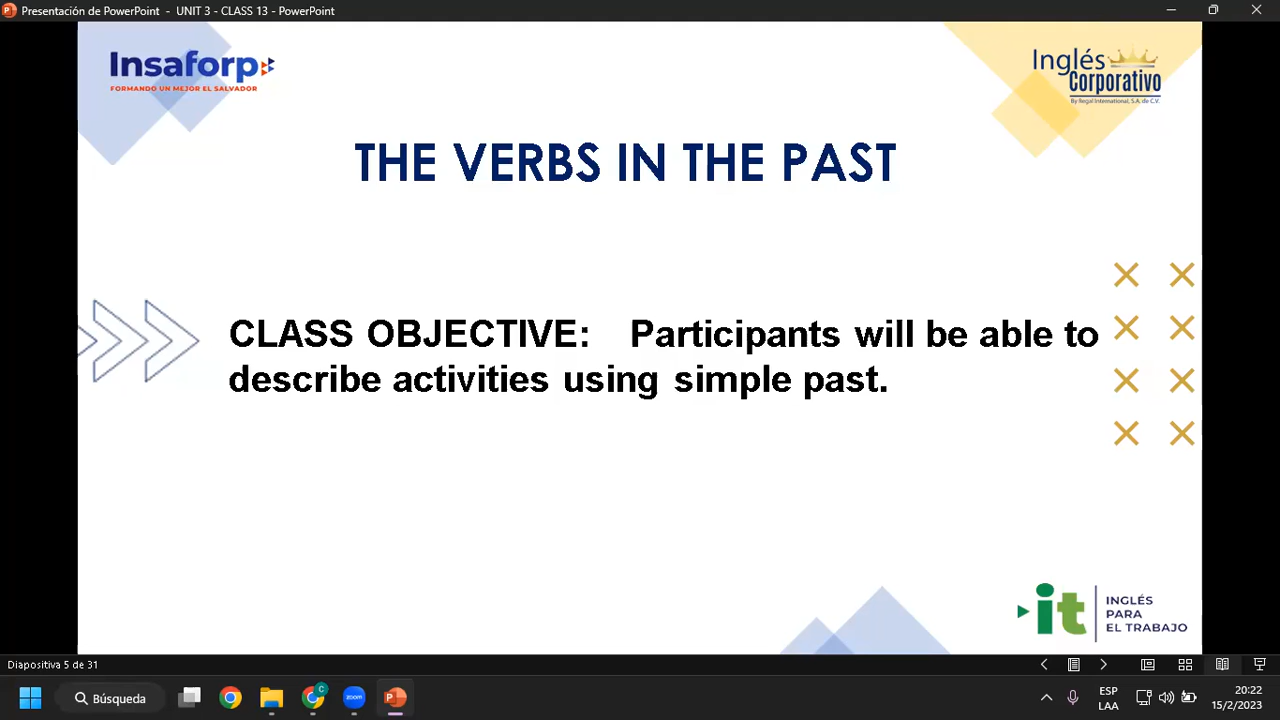 Presentación de PowerPoint - UNIT 3 - CLASS 13 - PowerPoint
Insaforp
FORMANDO UN MEJOR EL SALVADOR
Inglés
Corporativo
By Regal International, S.A. de C.V.
THE VERBS IN THE PAST
CLASS OBJECTIVE: Participants will be able to
describe activities using simple past.
it
INGLÉS
PARA
EL TRABAJO
Diapositiva 5 de 31
Búsqueda
zoom
ESP
LAA
20:22
15/2/2023